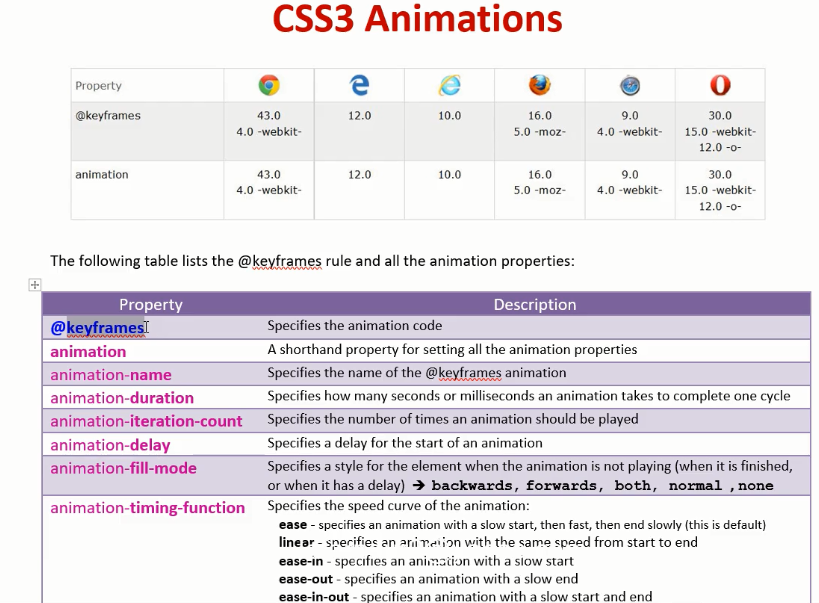 CSS3 Animations
Property
@keyframes 43.0 12.0 10.0 16.0 9.0 30.0
4.0 -webkit- 5.0 -moz- 4.0 -webkit- 15.0 -webkit-
12.0 -o-
animation 43.0 12.0 10.0 16.0 9.0 30.0
4.0 -webkit- 5.0 -moz- 4.0 -webkit- 15.0 -webkit-
12.0 -o-
The following table lists the @keyframes rule and all the animation properties:
Property Description
@keyframes Specifies the animation code
animation A shorthand property for setting all the animation properties
animation-name Specifies the name of the @keyframes animation
animation-duration Specifies how many seconds or milliseconds an animation takes to complete one cycle
animation-iteration-count Specifies the number of times an animation should be played
animation-delay Specifies a delay for the start of an animation
animation-fill-mode Specifies a style for the element when the animation is not playing (when it is finished,
or when it has a delay) ➔ backwards, forwards, both, normal ,none
animation-timing-function Specifies the speed curve of the animation:
ease - specifies an animation with a slow start, then fast, then end slowly (this is default)
linear - specifies an animation with the same speed from start to end
ease-in - specifies an animation with a slow start
ease-out - specifies an animation with a slow end
ease-in-out - specifies an animation with a slow start and end